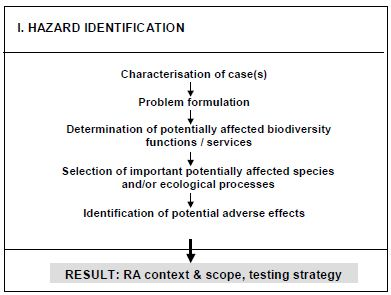 I. HAZARD IDENTIFICATION
Characterisation of case(s)
Problem formulation
Determination of potentially affected biodiversity
functions / services
Selection of important potentially affected species
and/or ecological processes
Identification of potential adverse effects
RESULT: RA context & scope, testing strategy